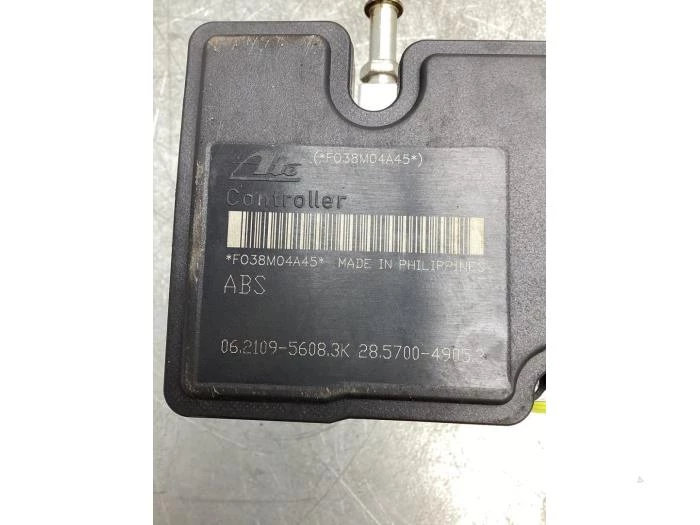 Ate (*F038M04A45*)
Controller
*F038M04A45* MADE IN PHILIPPINES
ABS
06.2109-5608.3K 28.5700-4905.3